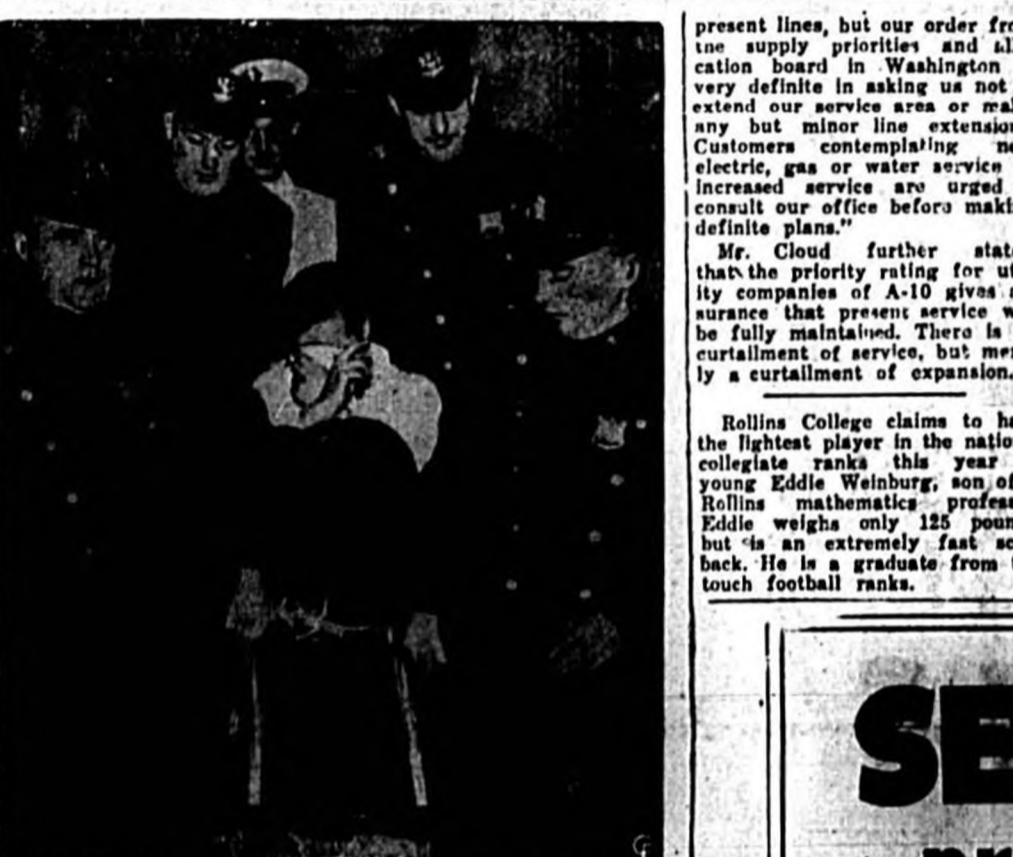 present lines, but our order fro
the supply priorities and all
cation board in Washington
very definite in asking us not
extend our service area or mak
any but minor line extension
Customers contemplating ne
electric, gas or water service
increased service are urged
consult our office before maki
definite plans."
Mr. Cloud further stat
that the priority rating for ut
ity companies of A-10 gives a
surance that present service w
be fully maintained. There is
curtailment of service, but mer
ly a curtailment of expansion.
Rollins College claims to ha
the lightest player in the natio
collegiate ranks this year
young Eddie Weinburg, son of
Rollins mathematics profess
Eddie weighs only 125 poun
but is an extremely fast sc
back. He is a graduate from t
touch football ranks.
SE